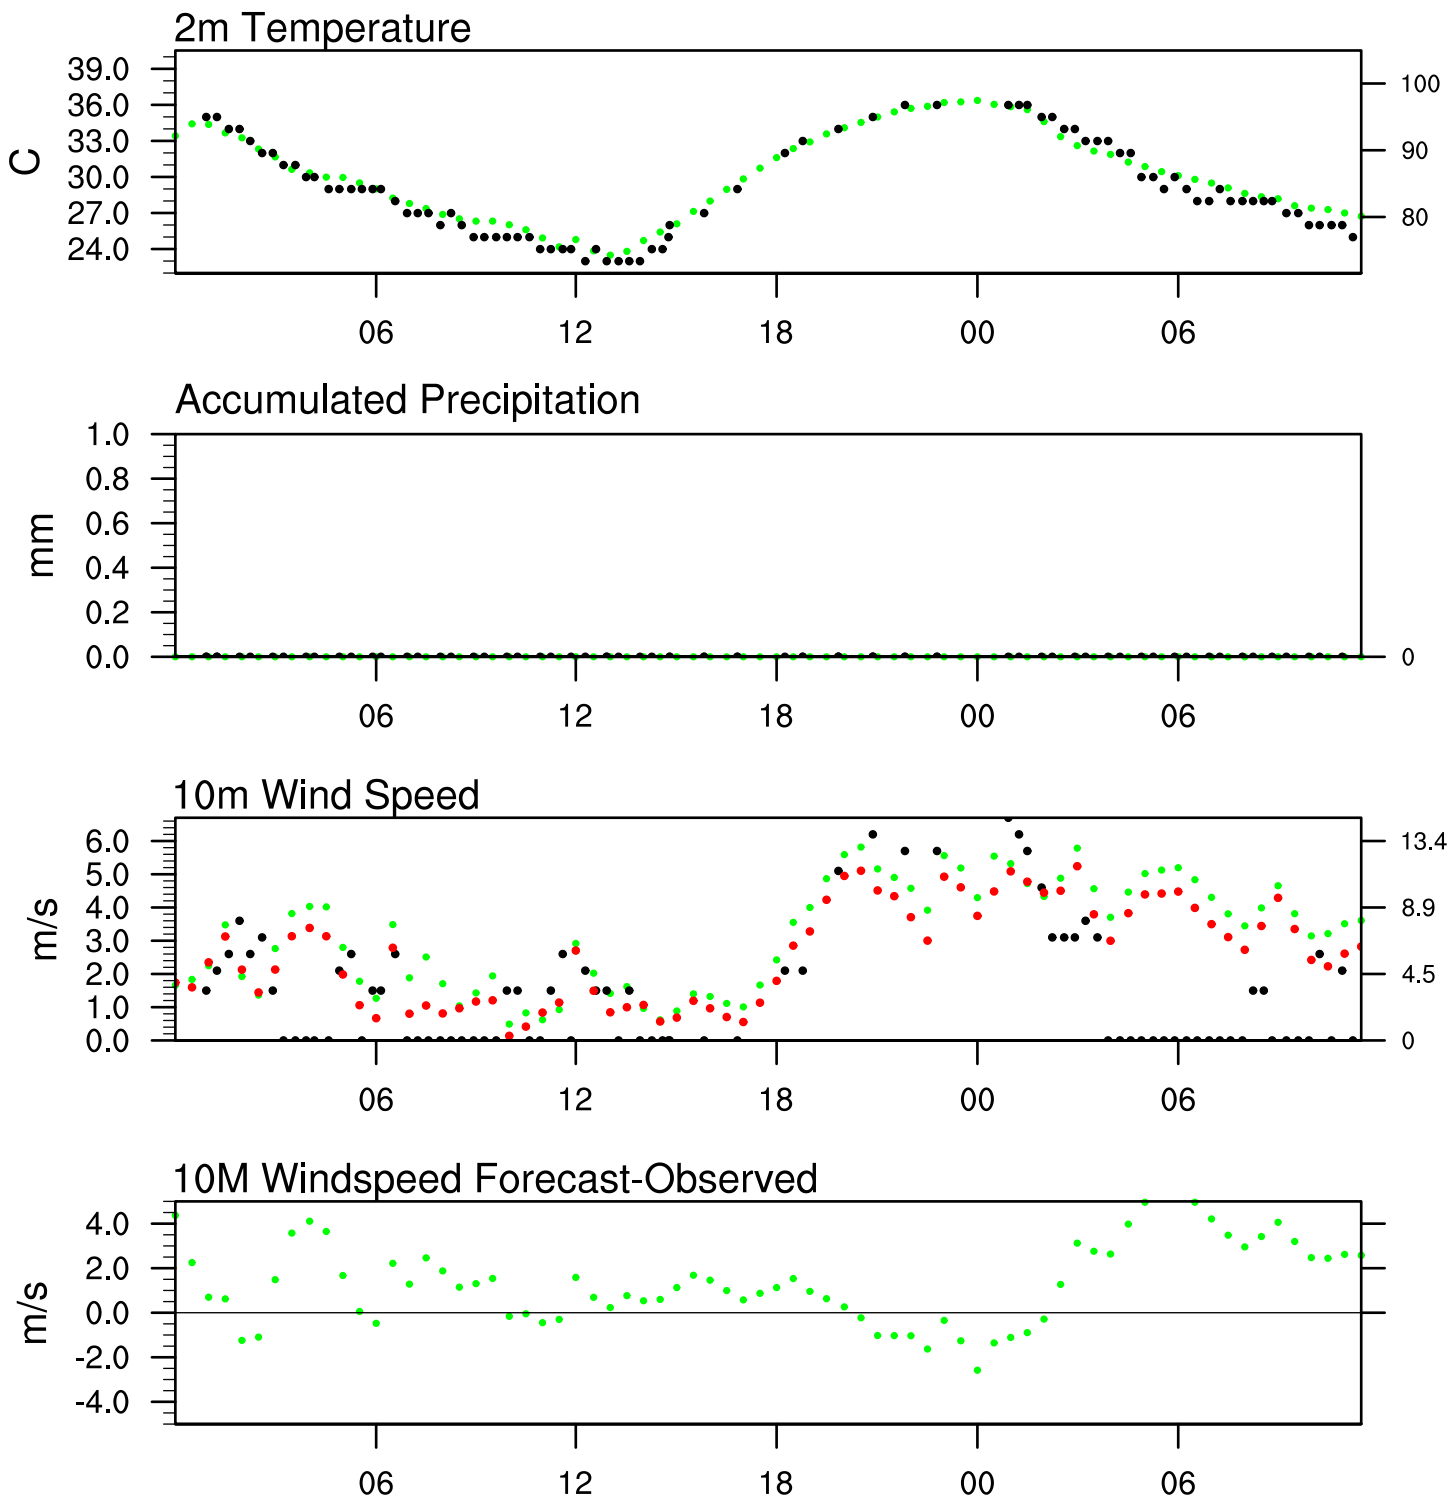 2m Temperature
39.0
36.0
33.0
30.0
27.0
24.0
C
100
90
80
06 12 18 00 06
Accumulated Precipitation
1.0
0.8
0.6
0.4
0.2
0.0
mm
0
06 12 18 00 06
10m Wind Speed
6.0
5.0
4.0
3.0
2.0
1.0
0.0
m/s
13.4
8.9
4.5
0
06 12 18 00 06
10M Windspeed Forecast-Observed
4.0
2.0
0.0
-2.0
-4.0
m/s
06 12 18 00 06